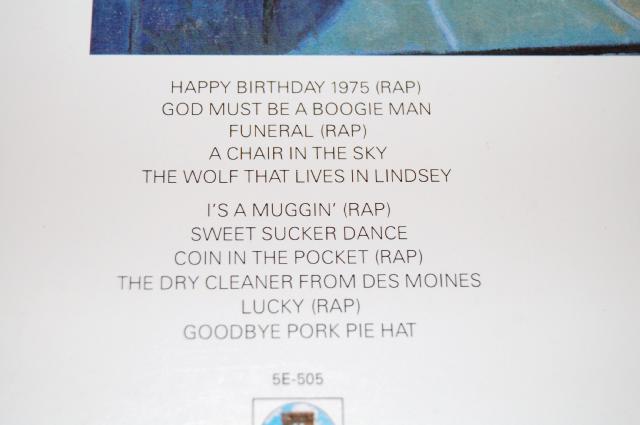 HAPPY BIRTHDAY 1975 (RAP)
GOD MUST BE A BOOGIE MAN
FUNERAL (RAP)
A CHAIR IN THE SKY
THE WOLF THAT LIVES IN LINDSEY
I'S A MUGGIN' (RAP)
SWEET SUCKER DANCE
COIN IN THE POCKET (RAP)
THE DRY CLEANER FROM DES MOINES
LUCKY (RAP)
GOODBYE PORK PIE HAT
5E-505